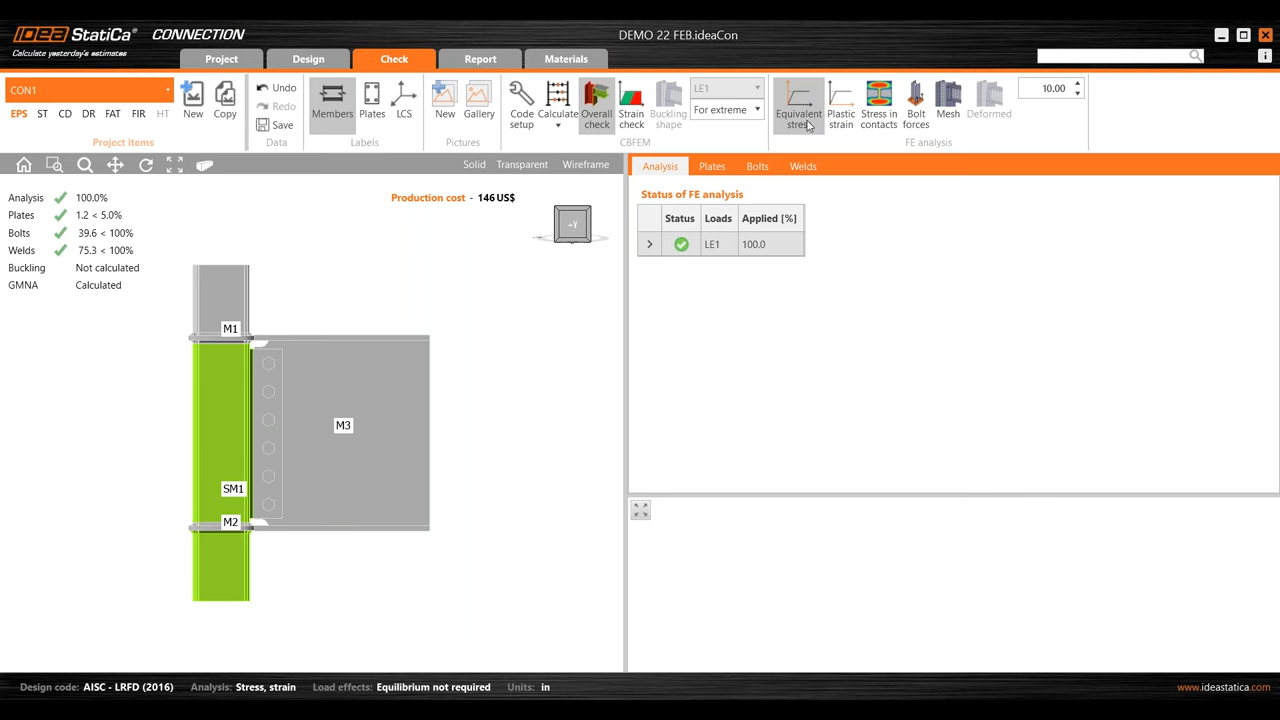 IDEA StatiCa® CONNECTION
Calculate yesterday's estimates
DEMO 22 FEB.ideaCon
Project Design Check Report Materials
CON1
EPS ST CD DR FAT FIR HT
Project items
New Copy
Undo
Redo
Save
Data
Members Plates LCS
Labels
New Gallery
Pictures
Code setup Calculate Overall check Strain check Buckling shape
LE1
For extreme
CBFEM
Equivalent stress Plastic strain Stress in contacts Bolt forces Mesh Deformed
10.00
FE analysis
Solid Transparent Wireframe
Analysis 100.0%
Plates 1.2 < 5.0%
Bolts 39.6 < 100%
Welds 75.3 < 100%
Buckling Not calculated
GMNA Calculated
Production cost - 146 US$
+Y
M1
M3
SM1
M2
Analysis Plates Bolts Welds
Status of FE analysis
Status Loads Applied [%]
LE1 100.0
Design code: AISC - LRFD (2016) Analysis: Stress, strain Load effects: Equilibrium not required Units: in
www.ideastatica.com